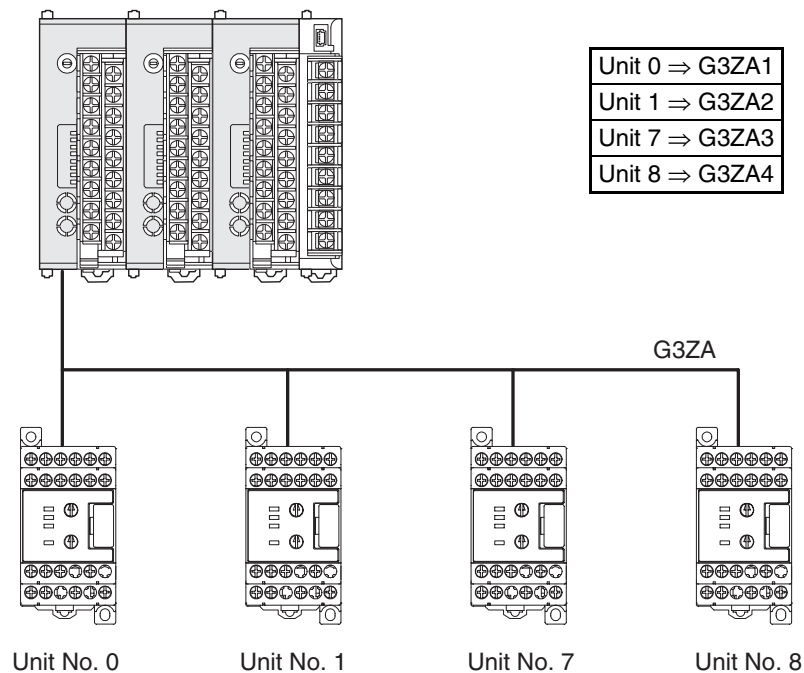 Unit 0 ⇒ G3ZA1
Unit 1 ⇒ G3ZA2
Unit 7 ⇒ G3ZA3
Unit 8 ⇒ G3ZA4
G3ZA
Unit No. 0
Unit No. 1
Unit No. 7
Unit No. 8